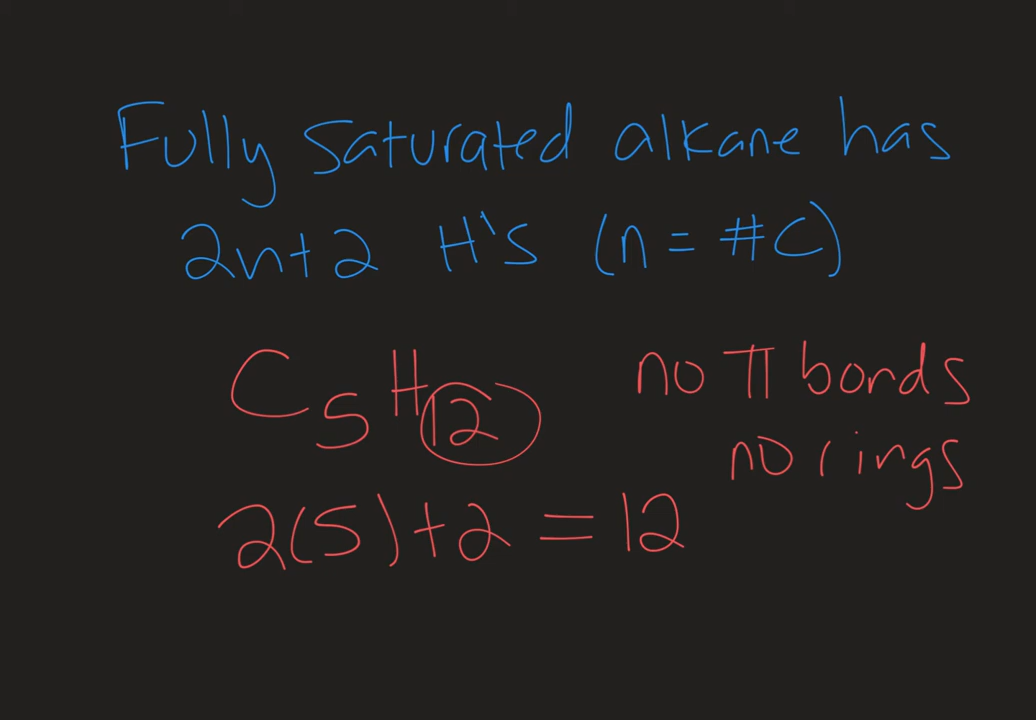 Fully saturated alkane has
2n+2 H's (n = #C)
C5H12
no π bonds
no rings
2(5)+2=12